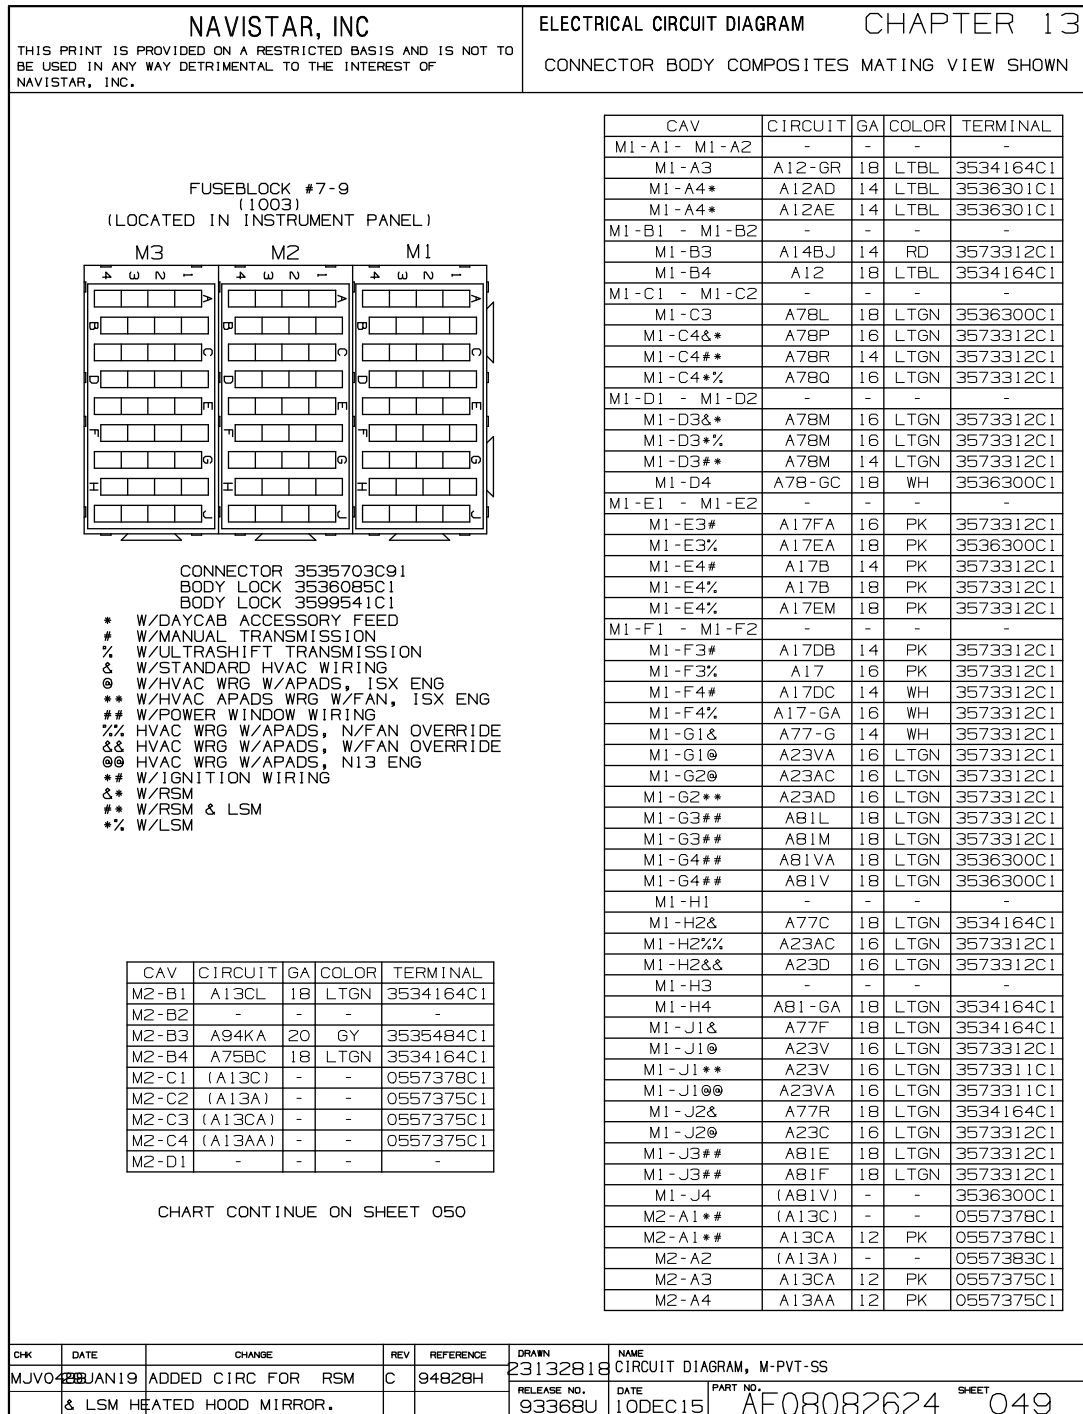 NAVISTAR, INC
THIS PRINT IS PROVIDED ON A RESTRICTED BASIS AND IS NOT TO
BE USED IN ANY WAY DETRIMENTAL TO THE INTEREST OF
NAVISTAR, INC.
ELECTRICAL CIRCUIT DIAGRAM CHAPTER 13
CONNECTOR BODY COMPOSITES MATING VIEW SHOWN
FUSEBLOCK #7-9
(1003)
(LOCATED IN INSTRUMENT PANEL)
M3 M2 M1
4 3 2 1 4 3 2 1 4 3 2 1
A A A
B B B
C C C
D D D
E E E
F F F
G G G
H H H
J J J
CONNECTOR 3535703C91
BODY LOCK 3536085C1
BODY LOCK 3599541C1
* W/DAYCAB ACCESSORY FEED
# W/MANUAL TRANSMISSION
% W/ULTRASHIFT TRANSMISSION
& W/STANDARD HVAC WIRING
@ W/HVAC WRG W/APADS, ISX ENG
** W/HVAC APADS WRG W/FAN, ISX ENG
## W/POWER WINDOW WIRING
%% HVAC WRG W/APADS, N/FAN OVERRIDE
&& HVAC WRG W/APADS, W/FAN OVERRIDE
@@ HVAC WRG W/APADS, N13 ENG
*# W/IGNITION WIRING
&* W/RSM
#* W/RSM & LSM
*% W/LSM
CAV CIRCUIT GA COLOR TERMINAL
M2-B1 A13CL 18 LTGN 3534164C1
M2-B2 - - - -
M2-B3 A94KA 20 GY 3535484C1
M2-B4 A75BC 18 LTGN 3534164C1
M2-C1 (A13C) - - 0557378C1
M2-C2 (A13A) - - 0557375C1
M2-C3 (A13CA) - - 0557375C1
M2-C4 (A13AA) - - 0557375C1
M2-D1 - - - -
CHART CONTINUE ON SHEET 050
CAV CIRCUIT GA COLOR TERMINAL
M1-A1- M1-A2 - - - -
M1-A3 A12-GR 18 LTBL 3534164C1
M1-A4* A12AD 14 LTBL 3536301C1
M1-A4* A12AE 14 LTBL 3536301C1
M1-B1 - M1-B2 - - - -
M1-B3 A14BJ 14 RD 3573312C1
M1-B4 A12 18 LTBL 3534164C1
M1-C1 - M1-C2 - - - -
M1-C3 A78L 18 LTGN 3536300C1
M1-C4&* A78P 16 LTGN 3573312C1
M1-C4#* A78R 14 LTGN 3573312C1
M1-C4*% A78Q 16 LTGN 3573312C1
M1-D1 - M1-D2 - - - -
M1-D3&* A78M 16 LTGN 3573312C1
M1-D3*% A78M 16 LTGN 3573312C1
M1-D3#* A78M 14 LTGN 3573312C1
M1-D4 A78-GC 18 WH 3536300C1
M1-E1 - M1-E2 - - - -
M1-E3# A17FA 16 PK 3573312C1
M1-E3% A17EA 18 PK 3536300C1
M1-E4# A17B 14 PK 3573312C1
M1-E4% A17B 18 PK 3573312C1
M1-E4% A17EM 18 PK 3573312C1
M1-F1 - M1-F2 - - - -
M1-F3# A17DB 14 PK 3573312C1
M1-F3% A17 16 PK 3573312C1
M1-F4# A17DC 14 WH 3573312C1
M1-F4% A17-GA 16 WH 3573312C1
M1-G1& A77-G 14 WH 3573312C1
M1-G1@ A23VA 16 LTGN 3573312C1
M1-G2@ A23AC 16 LTGN 3573312C1
M1-G2** A23AD 16 LTGN 3573312C1
M1-G3## A81L 18 LTGN 3573312C1
M1-G3## A81M 18 LTGN 3573312C1
M1-G4## A81VA 18 LTGN 3536300C1
M1-G4## A81V 18 LTGN 3536300C1
M1-H1 - - - -
M1-H2& A77C 18 LTGN 3534164C1
M1-H2%% A23AC 16 LTGN 3573312C1
M1-H2&& A23D 16 LTGN 3573312C1
M1-H3 - - - -
M1-H4 A81-GA 18 LTGN 3534164C1
M1-J1& A77F 18 LTGN 3534164C1
M1-J1@ A23V 16 LTGN 3573312C1
M1-J1** A23V 16 LTGN 3573311C1
M1-J1@@ A23VA 16 LTGN 3573311C1
M1-J2& A77R 18 LTGN 3534164C1
M1-J2@ A23C 16 LTGN 3573312C1
M1-J3## A81E 18 LTGN 3573312C1
M1-J3## A81F 18 LTGN 3573312C1
M1-J4 (A81V) - - 3536300C1
M2-A1*# (A13C) - - 0557378C1
M2-A1*# A13CA 12 PK 0557378C1
M2-A2 (A13A) - - 0557383C1
M2-A3 A13CA 12 PK 0557375C1
M2-A4 A13AA 12 PK 0557375C1
CHK DATE CHANGE REV REFERENCE DRAWN NAME
ADDED CIRC FOR RSM C 94828H 23132818 CIRCUIT DIAGRAM, M-PVT-SS
& LSM HEATED HOOD MIRROR.
RELEASE NO. DATE PART NO. SHEET
93368U 10DEC15 AF08082624 049